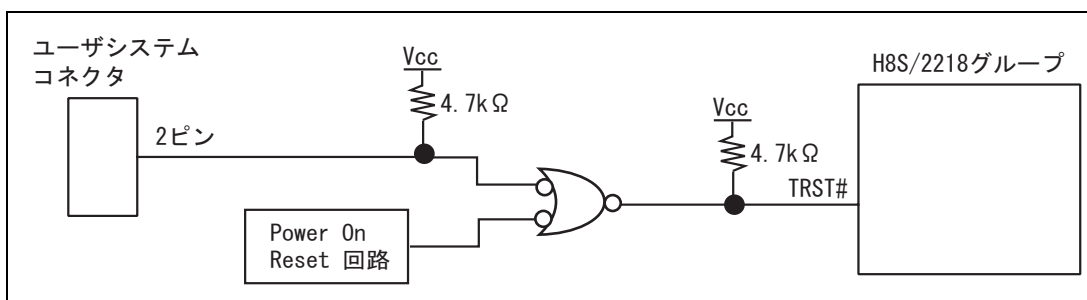 ユーザシステム
コネクタ
2ピン
Vcc
4.7kΩ
Power On
Reset 回路
Vcc
4.7kΩ
TRST#
H8S/2218グループ